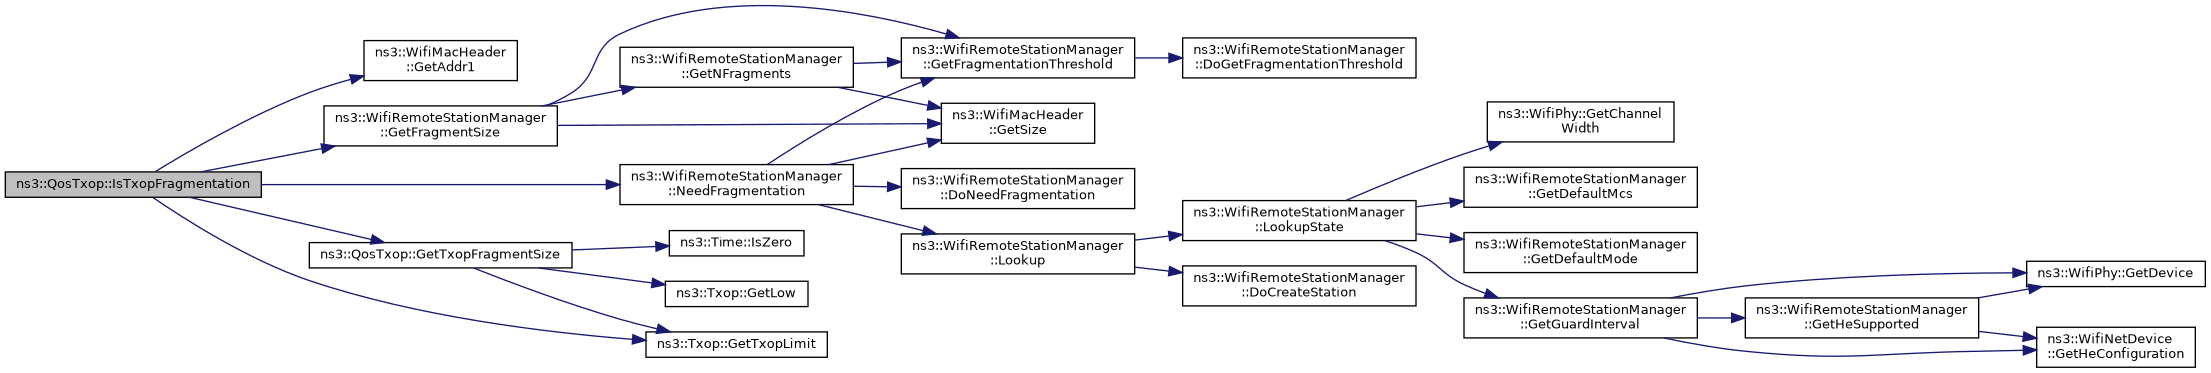 ns3::QosTxop::IsTxopFragmentation
ns3::WifiMacHeader
::GetAddr1
ns3::WifiRemoteStationManager
::GetFragmentSize
ns3::QosTxop::GetTxopFragmentSize
ns3::WifiRemoteStationManager
::GetNFragments
ns3::WifiRemoteStationManager
::NeedFragmentation
ns3::Time::IsZero
ns3::Txop::GetLow
ns3::Txop::GetTxopLimit
ns3::WifiRemoteStationManager
::GetFragmentationThreshold
ns3::WifiMacHeader
::GetSize
ns3::WifiRemoteStationManager
::DoNeedFragmentation
ns3::WifiRemoteStationManager
::Lookup
ns3::WifiRemoteStationManager
::DoGetFragmentationThreshold
ns3::WifiRemoteStationManager
::LookupState
ns3::WifiRemoteStationManager
::DoCreateStation
ns3::WifiPhy::GetChannel
Width
ns3::WifiRemoteStationManager
::GetDefaultMcs
ns3::WifiRemoteStationManager
::GetDefaultMode
ns3::WifiRemoteStationManager
::GetGuardInterval
ns3::WifiRemoteStationManager
::GetHeSupported
ns3::WifiPhy::GetDevice
ns3::WifiNetDevice
::GetHeConfiguration